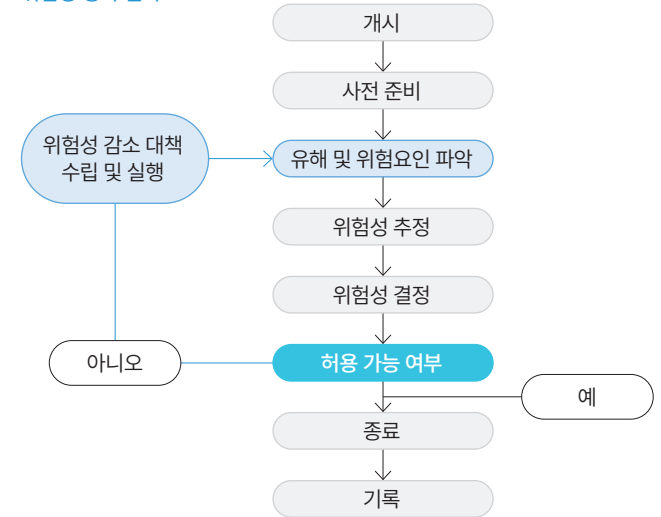 개시
사전 준비
위험성 감소 대책
수립 및 실행
유해 및 위험요인 파악
위험성 추정
위험성 결정
아니오
허용 가능 여부
예
종료
기록